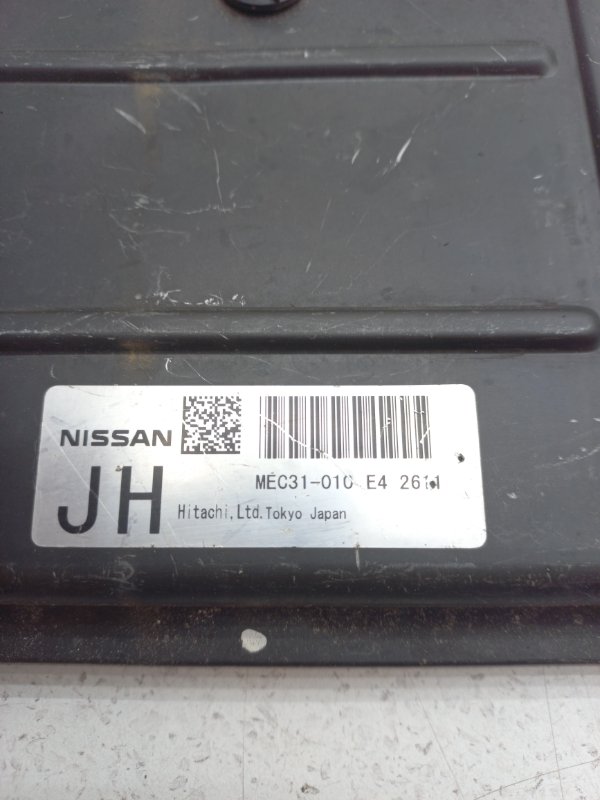 NISSAN
MEC31-010 E4 2611
JH
Hitachi,Ltd.Tokyo Japan